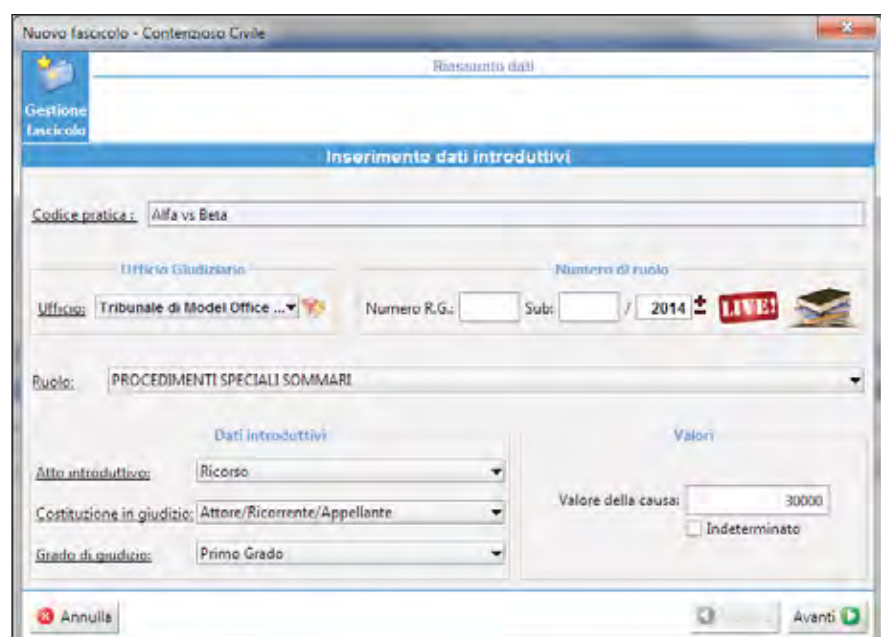 Nuovo fascicolo - Contenzioso Civile
Riassunto dati
Gestione
fascicolo
Inserimento dati introduttivi
Codice pratica : Alfa vs Beta
Ufficio Giudiziario Numero di ruolo
Ufficio: Tribunale di Model Office ... Numero R.G.: Sub: / 2014 ± LIVE!
Ruolo: PROCEDIMENTI SPECIALI SOMMARI
Dati introduttivi Valori
Atto introduttivo: Ricorso
Valore della causa: 30000
Costituzione in giudizio: Attore/Ricorrente/Appellante
Indeterminato
Grado di giudizio: Primo Grado
Annulla Avanti